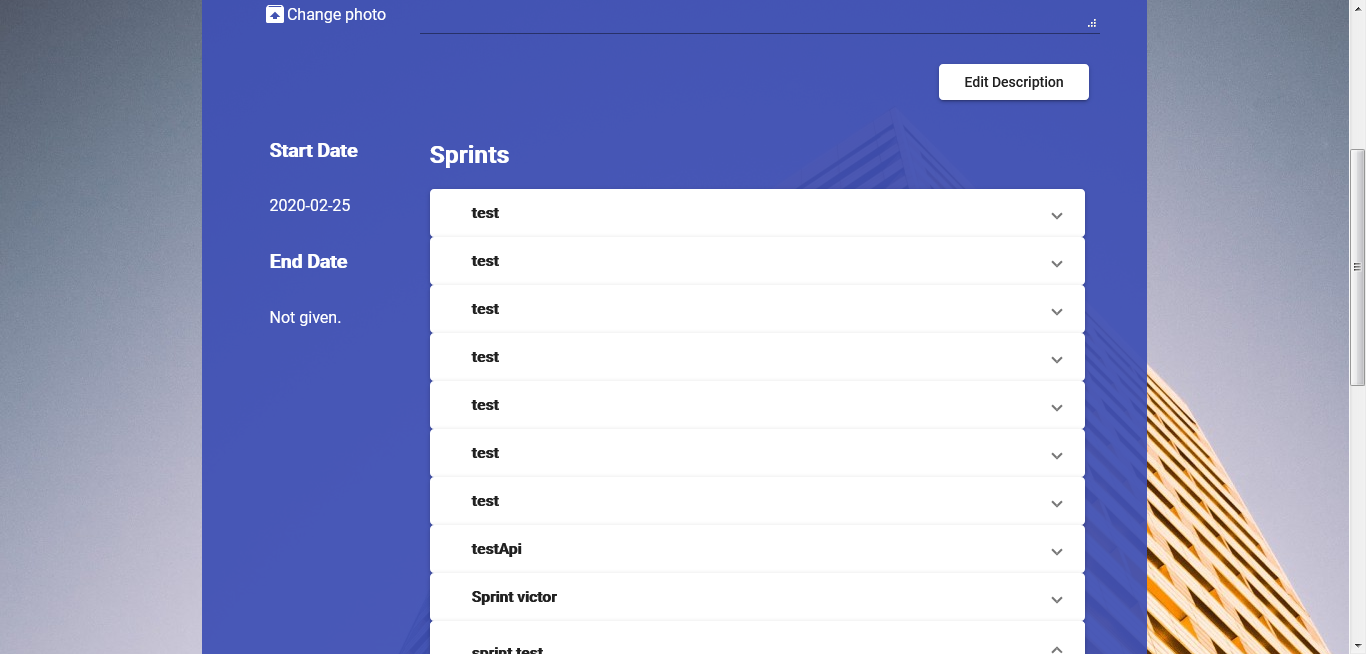 Change photo
Edit Description
Start Date
2020-02-25
End Date
Not given.
Sprints
test
test
test
test
test
test
test
testApi
Sprint victor
sprint test